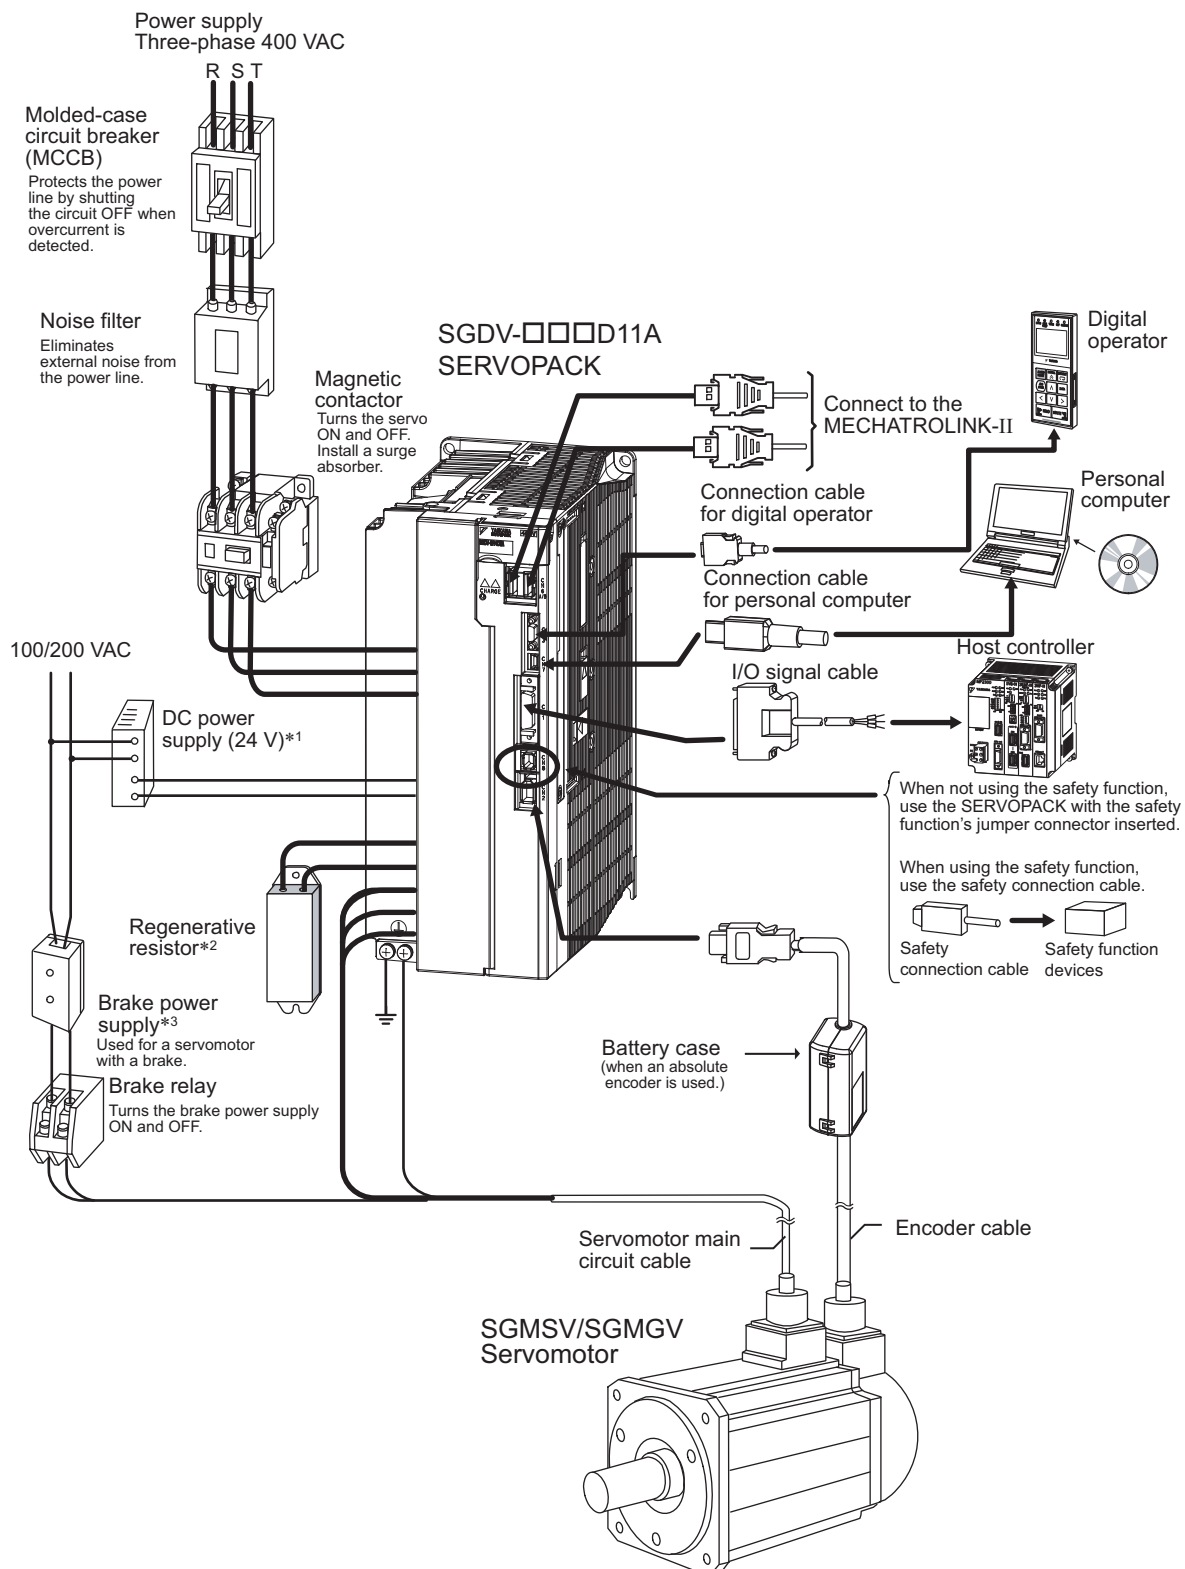 Power supply
Three-phase 400 VAC
R S T
Molded-case
circuit breaker
(MCCB)
Protects the power
line by shutting
the circuit OFF when
overcurrent is
detected.
Noise filter
Eliminates
external noise from
the power line.
Magnetic
contactor
Turns the servo
ON and OFF.
Install a surge
absorber.
SGDV-□□□D11A
SERVOPACK
Connect to the
MECHATROLINK-II
Digital
operator
Connection cable
for digital operator
Personal
computer
Connection cable
for personal computer
I/O signal cable
Host controller
CHARGE
100/200 VAC
DC power
supply (24 V)*1
When not using the safety function,
use the SERVOPACK with the safety
function's jumper connector inserted.
When using the safety function,
use the safety connection cable.
Safety
connection cable
Safety function
devices
Regenerative
resistor*2
Brake power
supply*3
Used for a servomotor
with a brake.
Brake relay
Turns the brake power supply
ON and OFF.
Battery case
(when an absolute
encoder is used.)
Servomotor main
circuit cable
Encoder cable
SGMSV/SGMGV
Servomotor